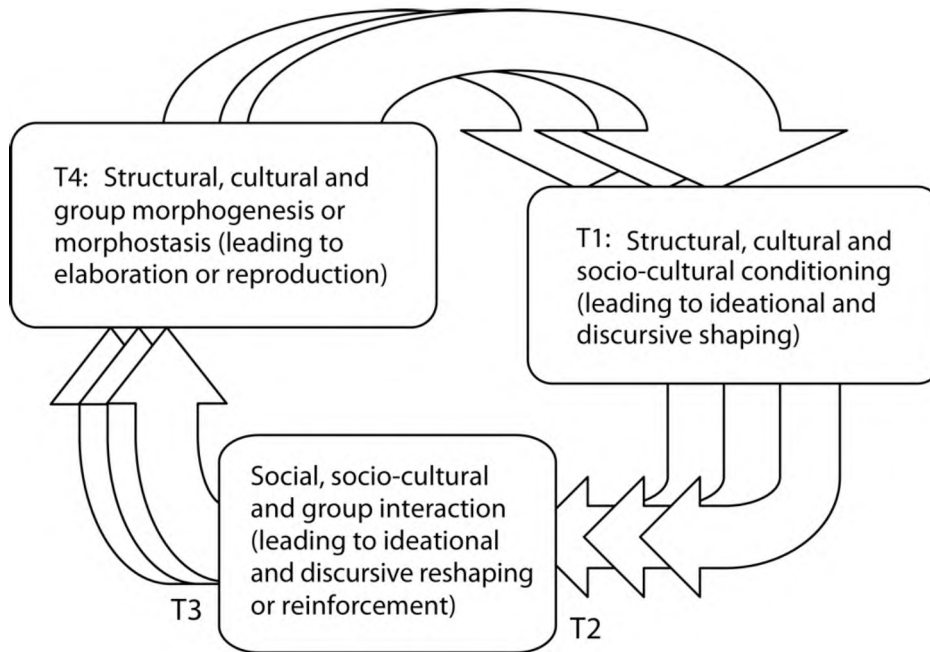 T4: Structural, cultural and
group morphogenesis or
morphostasis (leading to
elaboration or reproduction)
T1: Structural, cultural and
socio-cultural conditioning
(leading to ideational and
discursive shaping)
Social, socio-cultural
and group interaction
(leading to ideational
and discursive reshaping
or reinforcement)
T3
T2